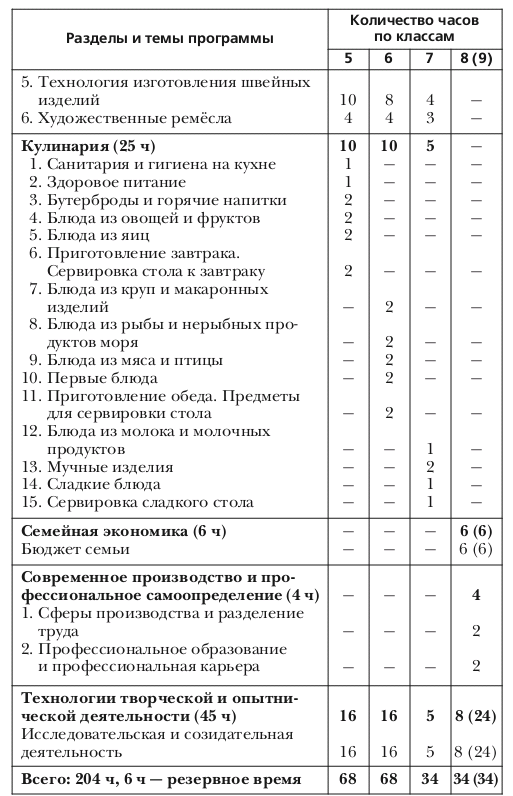 Разделы и темы программы
Количество часов
по классам
5 6 7 8 (9)
5. Технология изготовления швейных
изделий 10 8 4 —
6. Художественные ремёсла 4 4 3 —
Кулинария (25 ч) 10 10 5 —
1. Санитария и гигиена на кухне 1 — — —
2. Здоровое питание 1 — — —
3. Бутерброды и горячие напитки 2 — — —
4. Блюда из овощей и фруктов 2 — — —
5. Блюда из яиц 2 — — —
6. Приготовление завтрака.
Сервировка стола к завтраку 2 — — —
7. Блюда из круп и макаронных
изделий — 2 — —
8. Блюда из рыбы и нерыбных про-
дуктов моря — 2 — —
9. Блюда из мяса и птицы — 2 — —
10. Первые блюда — 2 — —
11. Приготовление обеда. Предметы
для сервировки стола — 2 — —
12. Блюда из молока и молочных
продуктов — — 1 —
13. Мучные изделия — — 2 —
14. Сладкие блюда — — 1 —
15. Сервировка сладкого стола — — 1 —
Семейная экономика (6 ч) — — — 6 (6)
Бюджет семьи — — — 6 (6)
Современное производство и про-
фессиональное самоопределение (4 ч) — — — 4
1. Сферы производства и разделение
труда — — — 2
2. Профессиональное образование
и профессиональная карьера — — — 2
Технологии творческой и опытни-
ческой деятельности (45 ч) 16 16 5 8 (24)
Исследовательская и созидательная
деятельность 16 16 5 8 (24)
Всего: 204 ч, 6 ч — резервное время 68 68 34 34 (34)